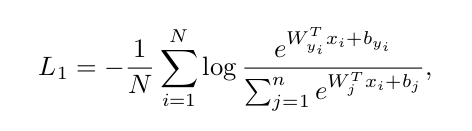 $L_1 = -\frac{1}{N} \sum_{i=1}^{N} \log \frac{e^{W_{y_i}^T x_i + b_{y_i}}}{\sum_{j=1}^{n} e^{W_j^T x_i + b_j}},$